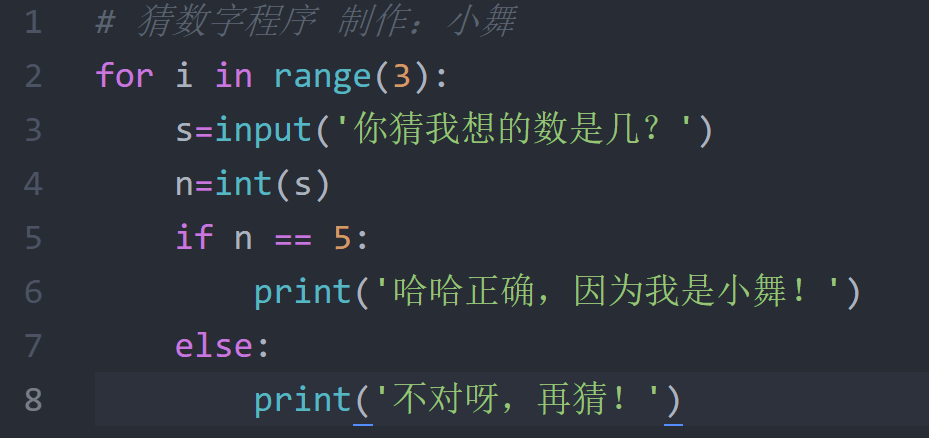 1 # 猜数字程序 制作：小舞
2 for i in range(3):
3     s=input('你猜我想的数是几？')
4     n=int(s)
5     if n == 5:
6         print('哈哈正确，因为我是小舞！')
7     else:
8         print('不对呀，再猜！')